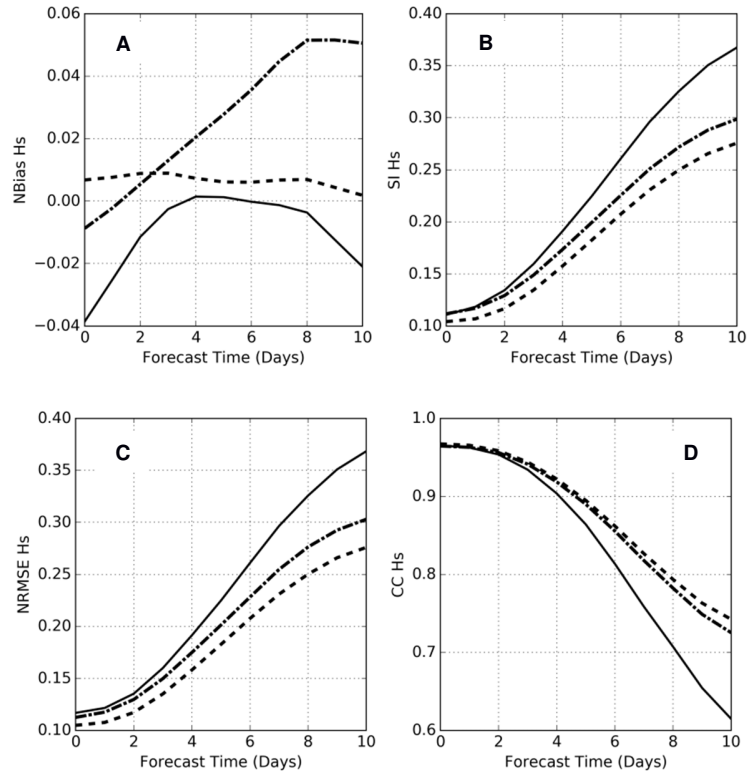 A
NBias Hs
0.06
0.04
0.02
0.00
−0.02
−0.04
0 2 4 6 8 10
Forecast Time (Days)
B
SI Hs
0.40
0.35
0.30
0.25
0.20
0.15
0.10
0 2 4 6 8 10
Forecast Time (Days)
C
NRMSE Hs
0.40
0.35
0.30
0.25
0.20
0.15
0.10
0 2 4 6 8 10
Forecast Time (Days)
D
CC Hs
1.0
0.9
0.8
0.7
0.6
0 2 4 6 8 10
Forecast Time (Days)